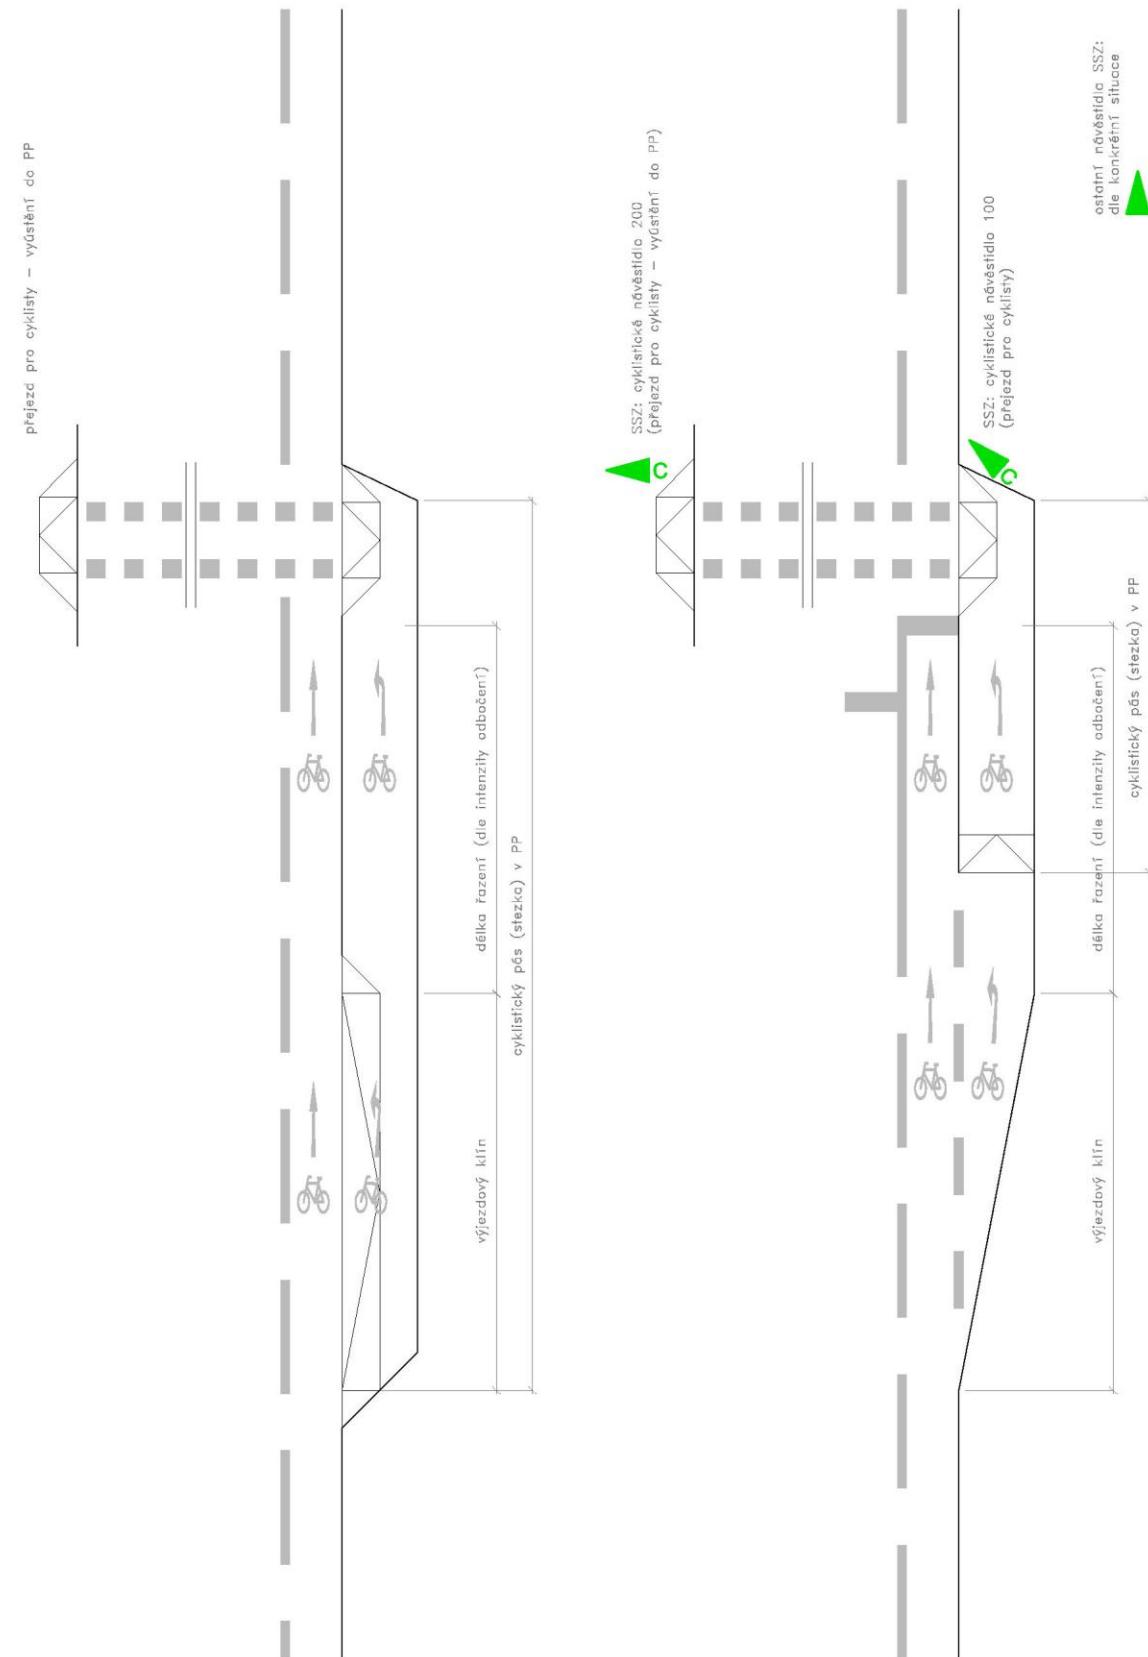 přejezd pro cyklisty – vyústění do PP
délka řazení (dle intenzity odbočení)
výjezdový klín
cyklistický pás (stezka) v PP
SSZ: cyklistické návěstidlo 200
(přejezd pro cyklisty – vyústění do PP)
C
SSZ: cyklistické návěstidlo 100
(přejezd pro cyklisty)
C
ostatní návěstidla SSZ:
dle konkrétní situace
délka řazení (dle intenzity odbočení)
výjezdový klín
cyklistický pás (stezka) v PP